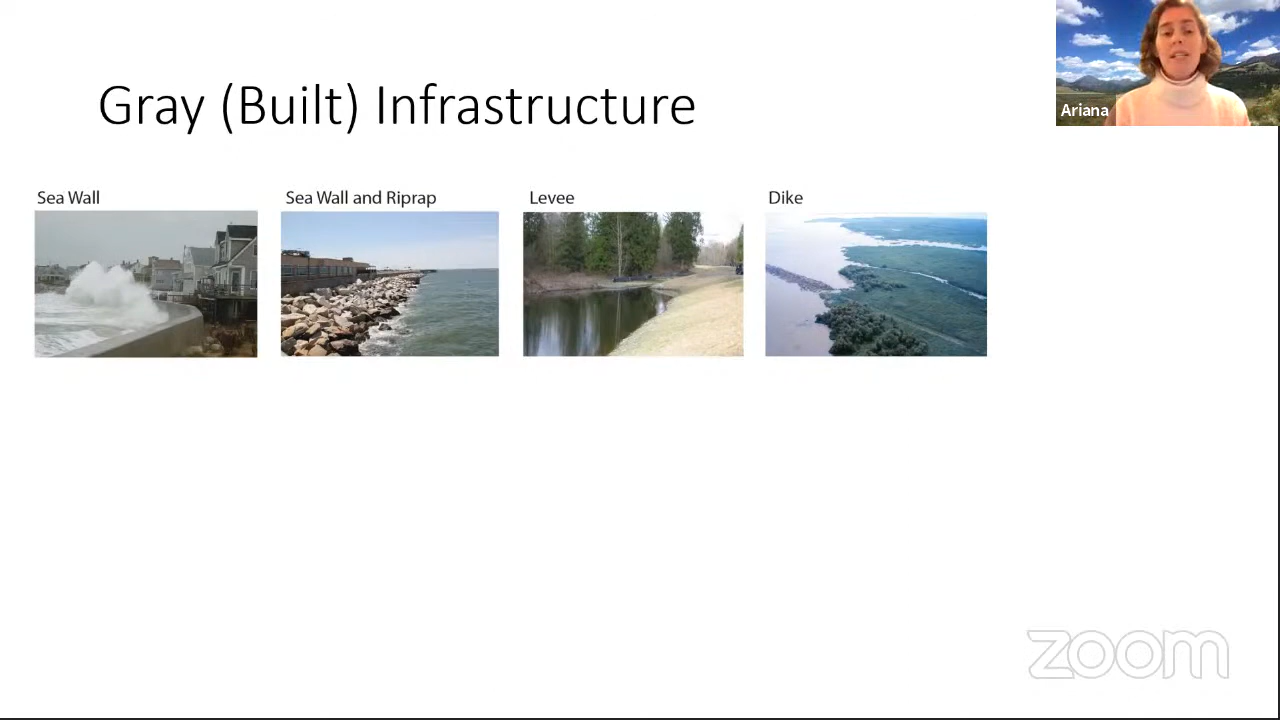 Gray (Built) Infrastructure
Ariana
Sea Wall
Sea Wall and Riprap
Levee
Dike
zoom